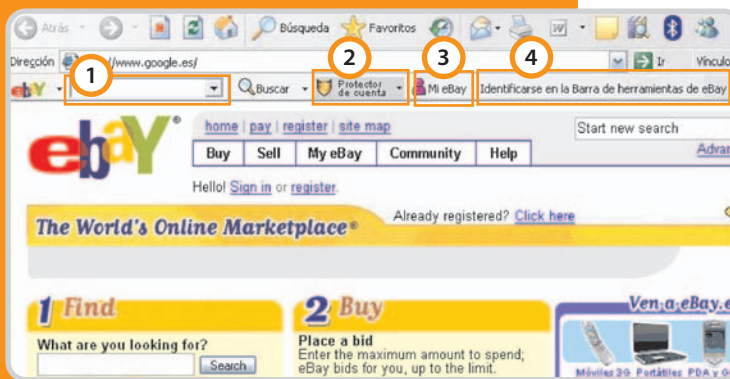 Atrás Búsqueda Favoritos
2 3 4
Dirección 1 //www.google.es/ Ir Vínculo
ebY Buscar Protector de cuenta Mi eBay Identificarse en la Barra de herramientas de eBay
ebaY®
home | pay | register | site map Start new search
Buy Sell My eBay Community Help Advan
Hello! Sign in or register.
The World's Online Marketplace® Already registered? Click here
1 Find 2 Buy Ven a eBay.e
What are you looking for? Place a bid
Search Enter the maximum amount to spend;
eBay bids for you, up to the limit.
Móviles 3G Portátiles PDA y G